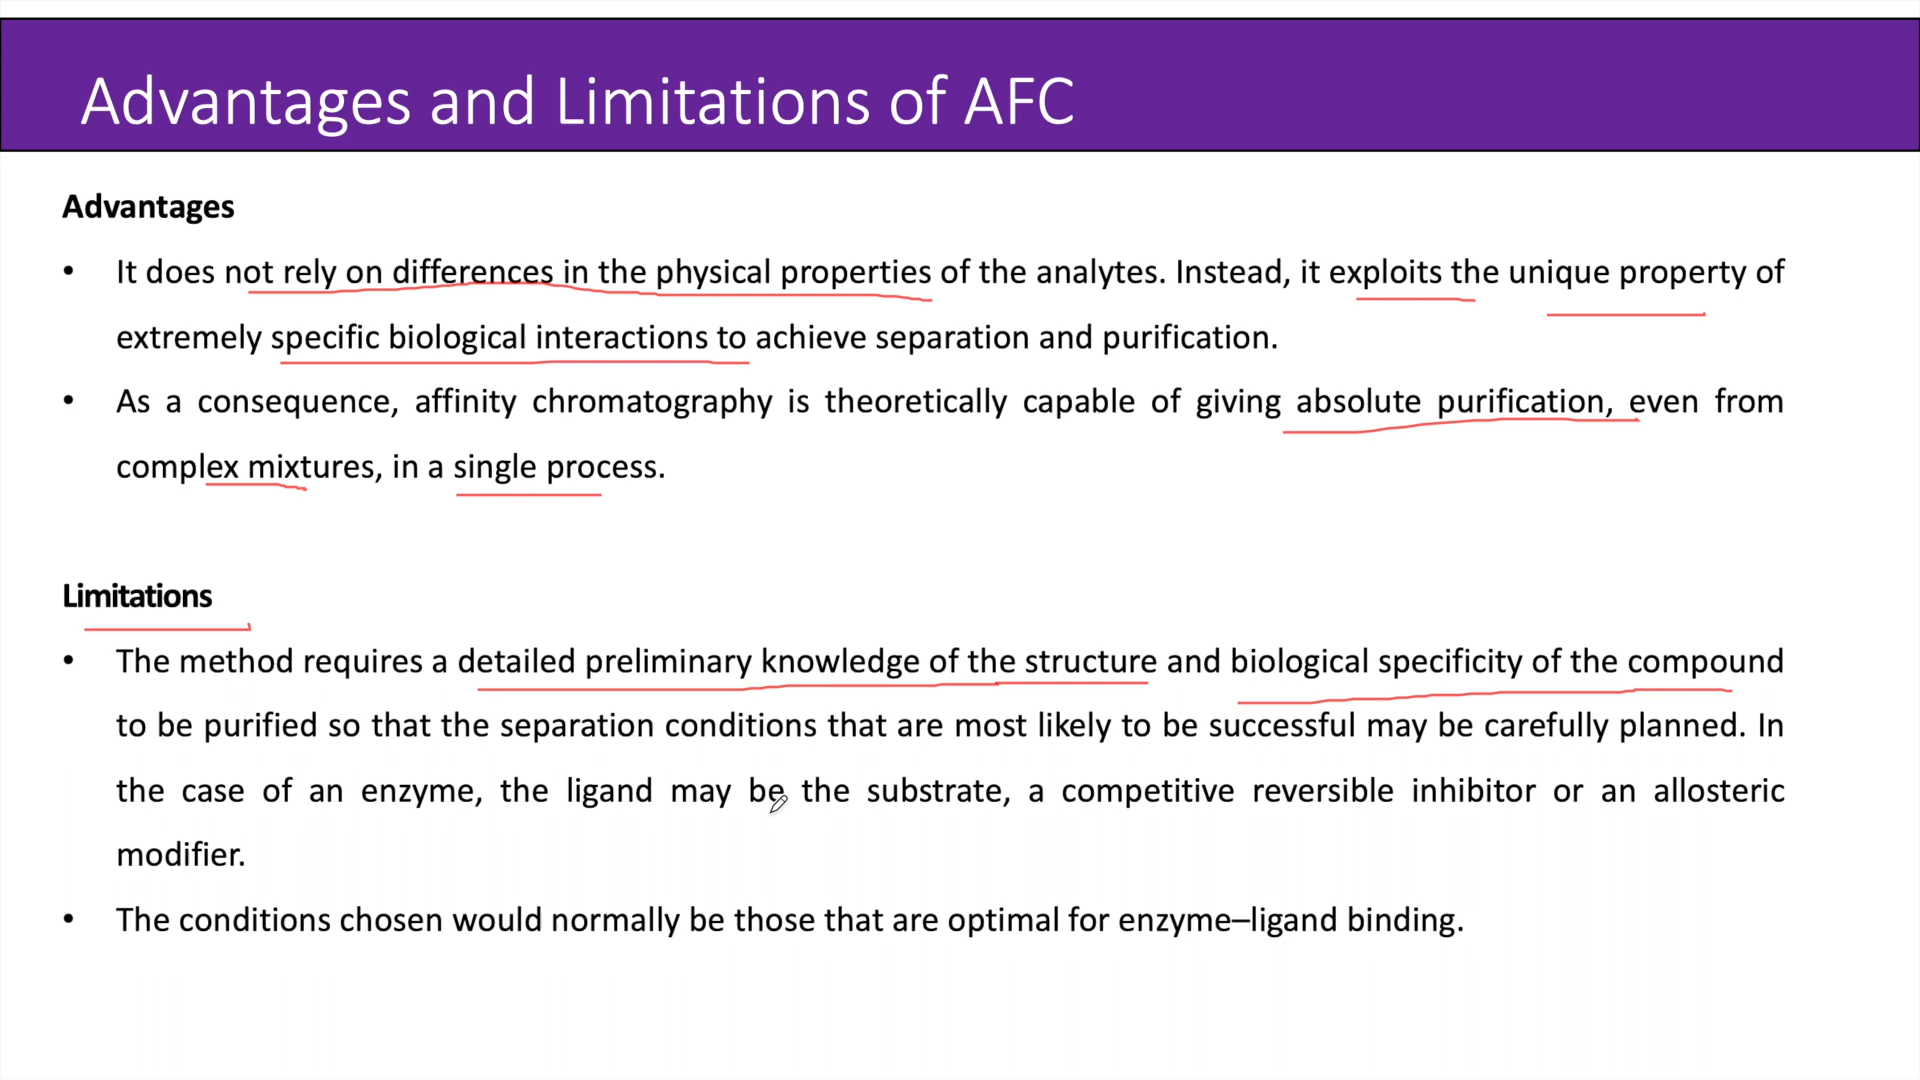 Advantages and Limitations of AFC
Advantages
• It does not rely on differences in the physical properties of the analytes. Instead, it exploits the unique property of
extremely specific biological interactions to achieve separation and purification.
• As a consequence, affinity chromatography is theoretically capable of giving absolute purification, even from
complex mixtures, in a single process.
Limitations
• The method requires a detailed preliminary knowledge of the structure and biological specificity of the compound
to be purified so that the separation conditions that are most likely to be successful may be carefully planned. In
the case of an enzyme, the ligand may be the substrate, a competitive reversible inhibitor or an allosteric
modifier.
• The conditions chosen would normally be those that are optimal for enzyme–ligand binding.